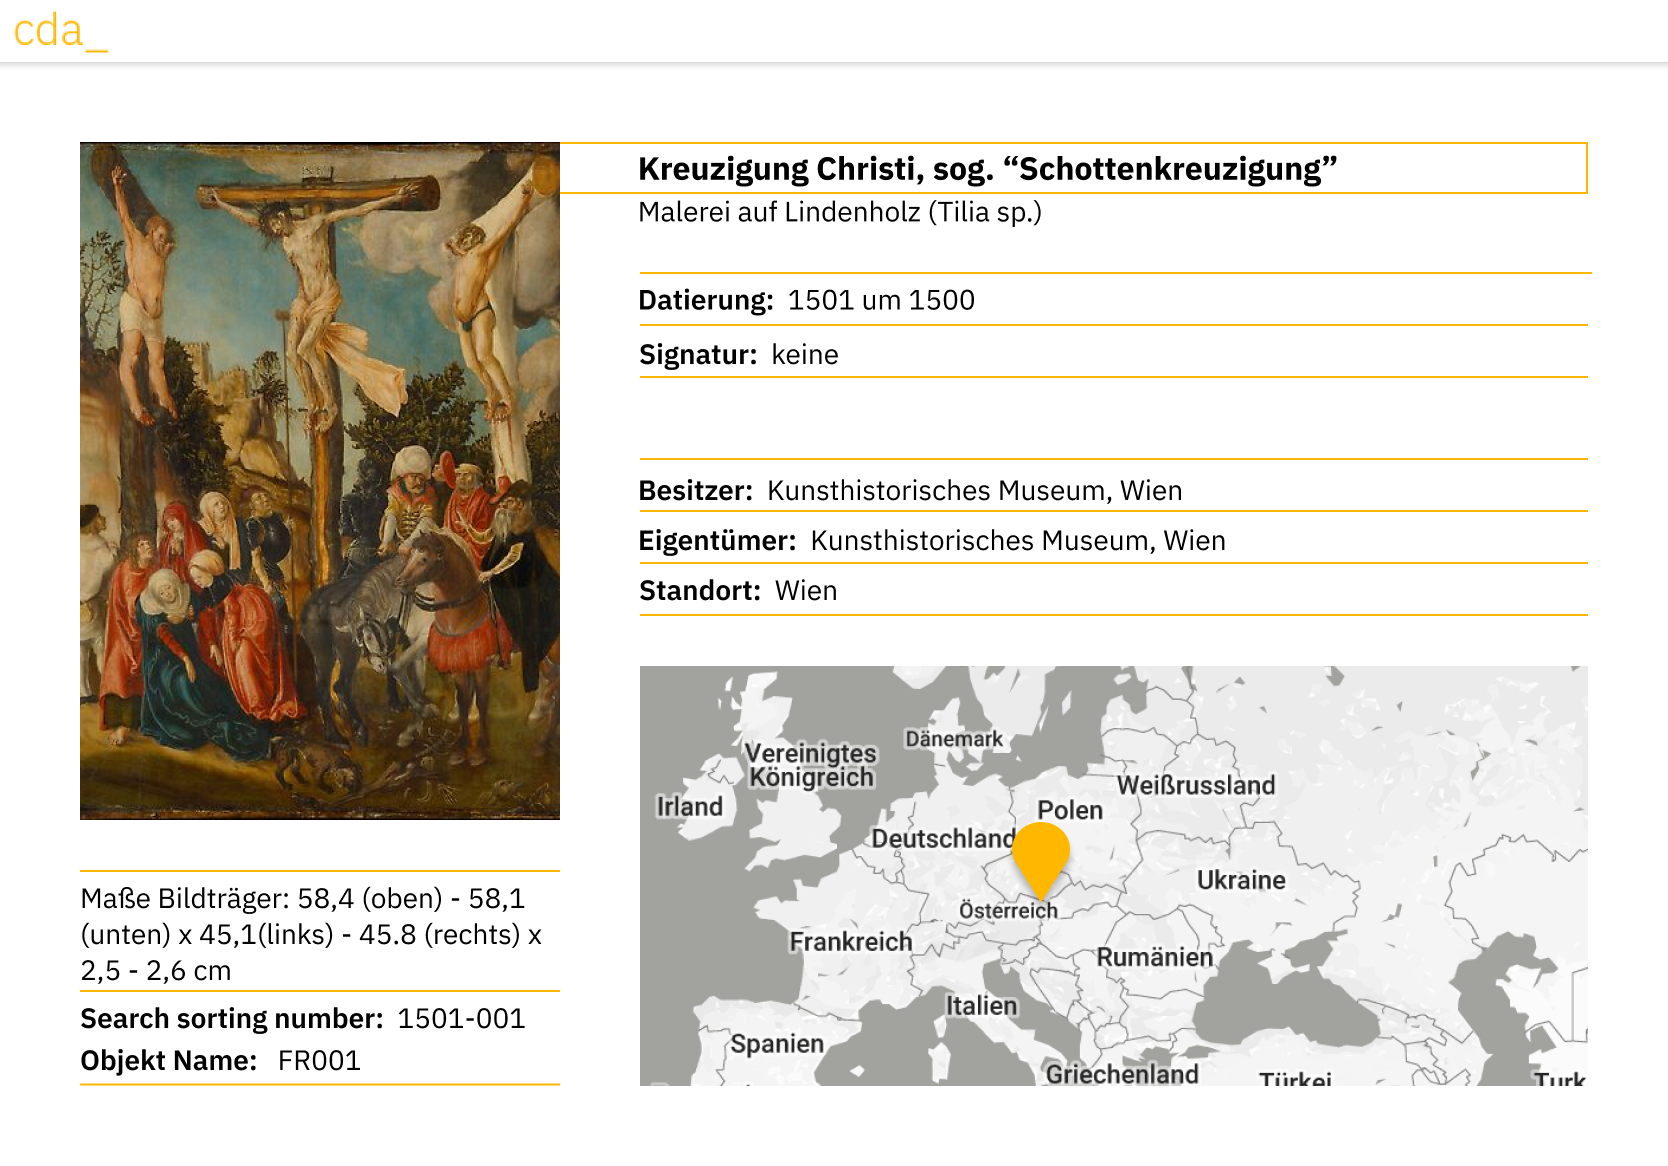 cda_
Kreuzigung Christi, sog. “Schottenkreuzigung”
Malerei auf Lindenholz (Tilia sp.)
Datierung: 1501 um 1500
Signatur: keine
Besitzer: Kunsthistorisches Museum, Wien
Eigentümer: Kunsthistorisches Museum, Wien
Standort: Wien
Maße Bildträger: 58,4 (oben) - 58,1
(unten) x 45,1(links) - 45.8 (rechts) x
2,5 - 2,6 cm
Search sorting number: 1501-001
Objekt Name: FR001
Dänemark
Vereinigtes
Königreich
Irland
Weißrussland
Polen
Deutschland
Ukraine
Österreich
Frankreich
Rumänien
Italien
Spanien
Griechenland
Türkei
Turk